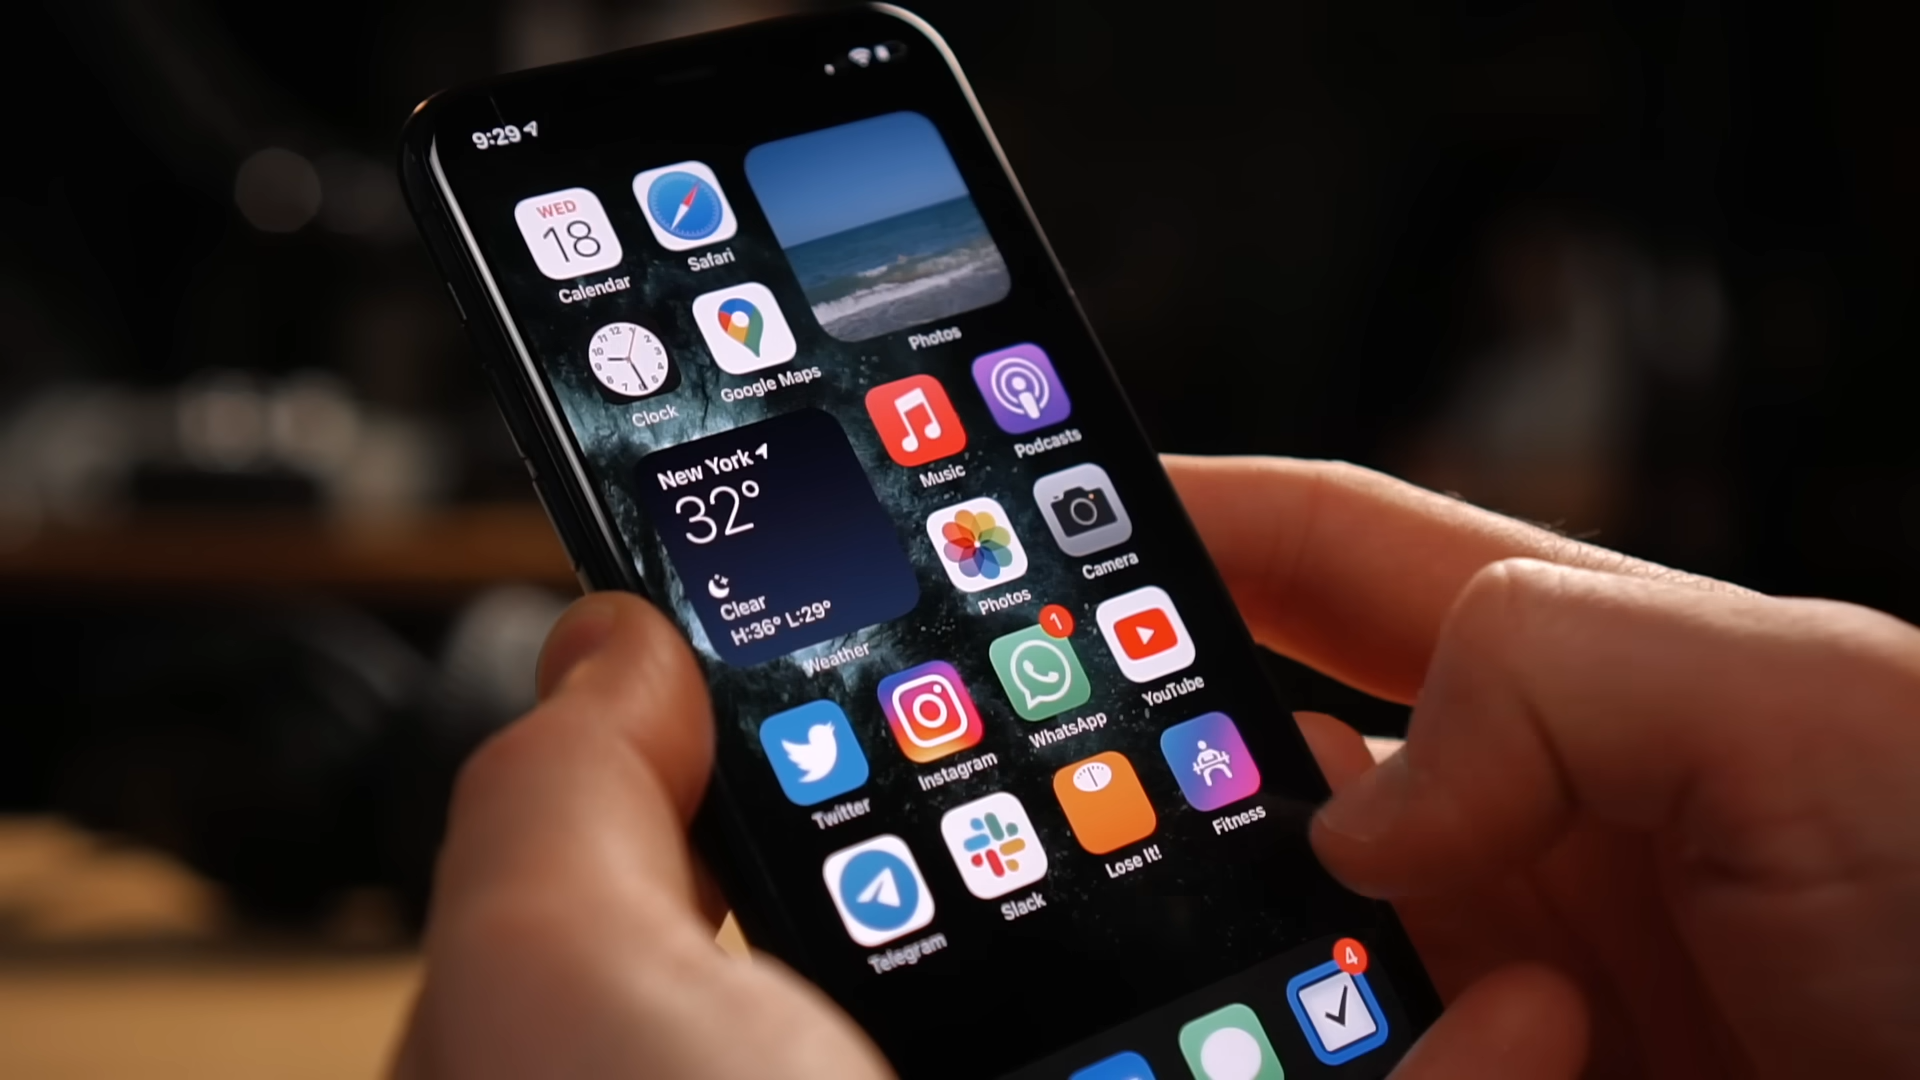 9:29
WED
18
Calendar
Safari
Photos
Clock
Google Maps
Music
Podcasts
New York
32°
Clear
H:36° L:29°
Weather
Photos
Camera
Twitter
Instagram
1
WhatsApp
YouTube
Telegram
Slack
Lose It!
Fitness
4